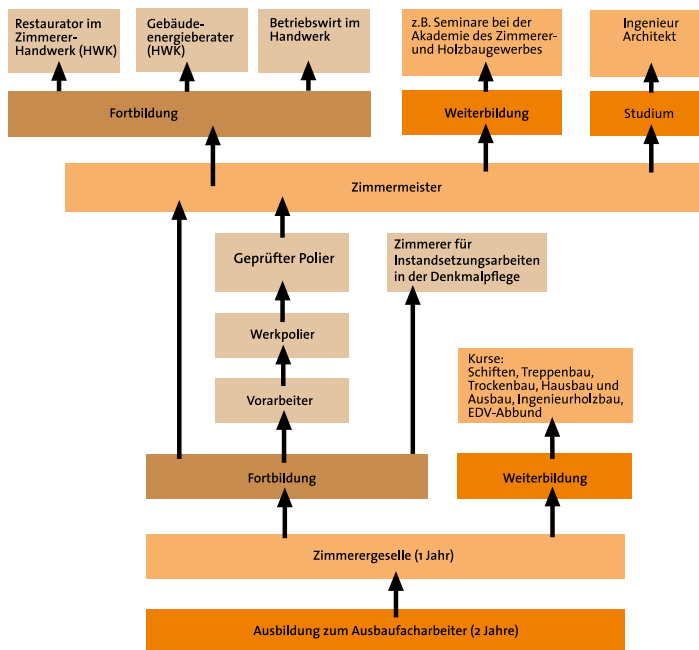 Restaurator im
Zimmerer-
Handwerk (HWK)
Gebäude-
energieberater
(HWK)
Betriebswirt im
Handwerk
z.B. Seminare bei der
Akademie des Zimmerer-
und Holzbaugewerbes
Ingenieur
Architekt
Fortbildung
Weiterbildung
Studium
Zimmermeister
Geprüfter Polier
Zimmerer für
Instandsetzungsarbeiten
in der Denkmalpflege
Werkpolier
Kurse:
Schiften, Treppenbau,
Trockenbau, Hausbau und
Ausbau, Ingenieurholzbau,
EDV-Abbund
Vorarbeiter
Fortbildung
Weiterbildung
Zimmerergeselle (1 Jahr)
Ausbildung zum Ausbaufacharbeiter (2 Jahre)